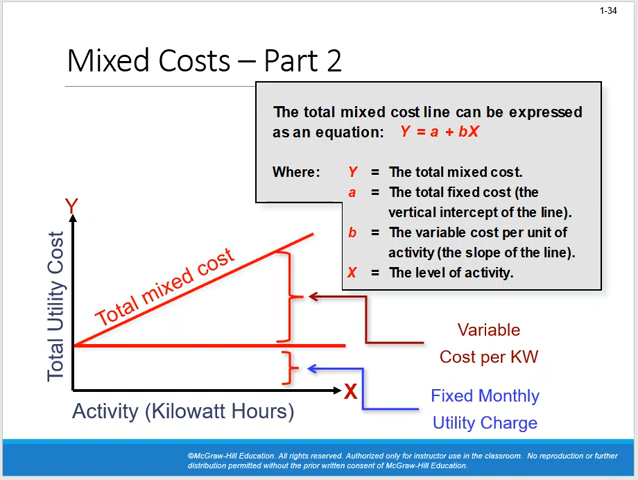 1-34
Mixed Costs – Part 2
The total mixed cost line can be expressed
as an equation: Y = a + bX
Where: Y = The total mixed cost.
a = The total fixed cost (the
vertical intercept of the line).
b = The variable cost per unit of
activity (the slope of the line).
X = The level of activity.
Y
Total Utility Cost
Total mixed cost
Variable
Cost per KW
X
Activity (Kilowatt Hours)
Fixed Monthly
Utility Charge
©McGraw-Hill Education. All rights reserved. Authorized only for instructor use in the classroom. No reproduction or further
distribution permitted without the prior written consent of McGraw-Hill Education.